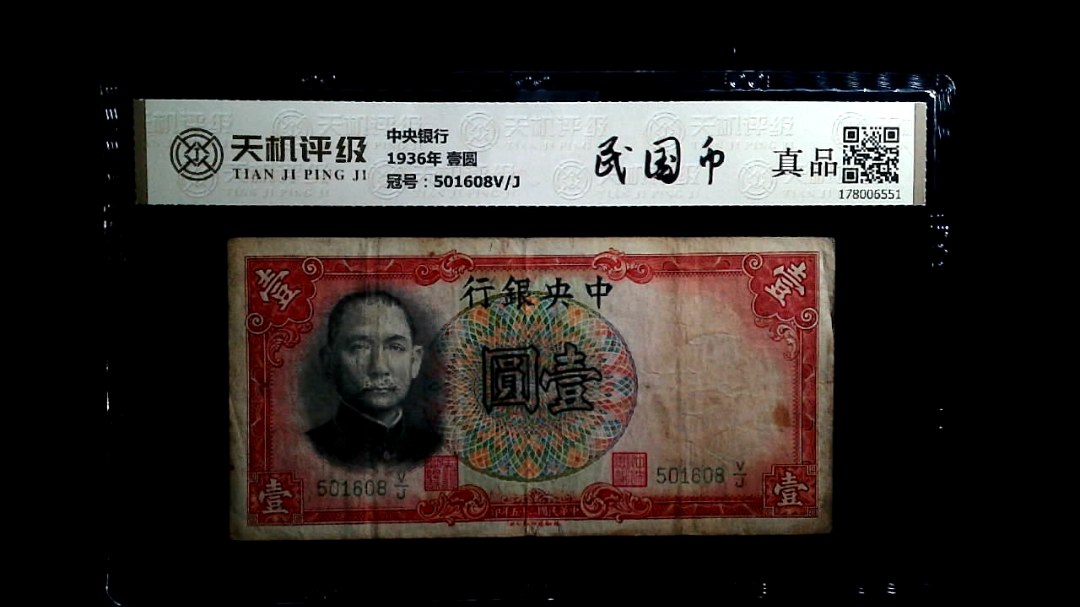 天机评级
TIAN JI PING JI
中央银行
1936年 壹圆
冠号：501608V/J
民国币
真品
178006551
壹
行銀央中
壹
圓壹
501608 V/J
501608 V/J
壹
壹